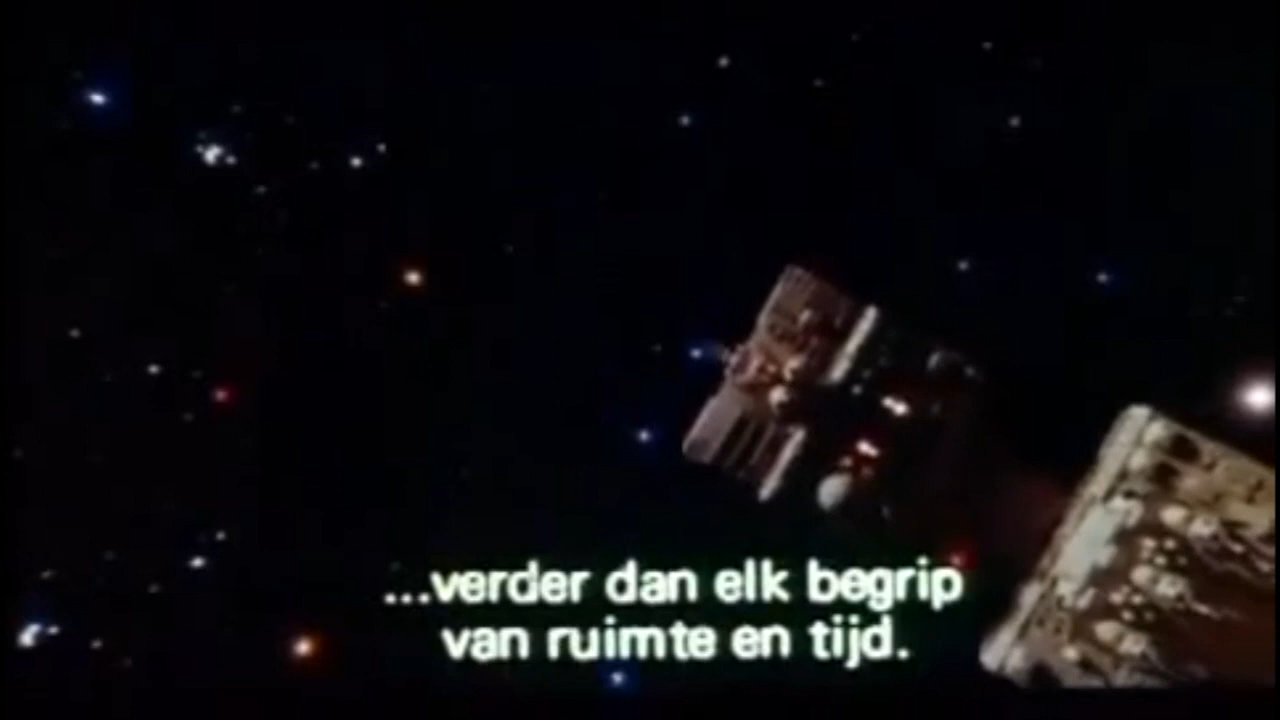 ...verder dan elk begrip
van ruimte en tijd.